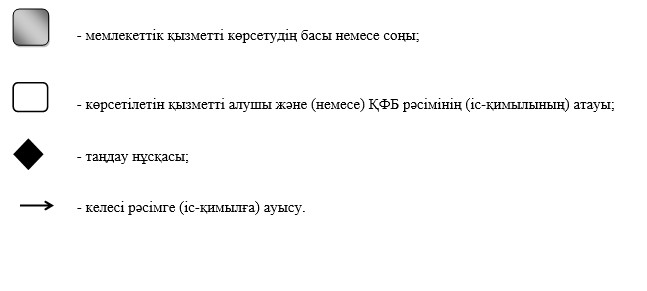 - мемлекеттік қызметті көрсетудің басы немесе соңы;
- көрсетілетін қызметті алушы және (немесе) ҚФБ рәсімінің (іс-қимылының) атауы;
- таңдау нұсқасы;
- келесі рәсімге (іс-қимылға) ауысу.